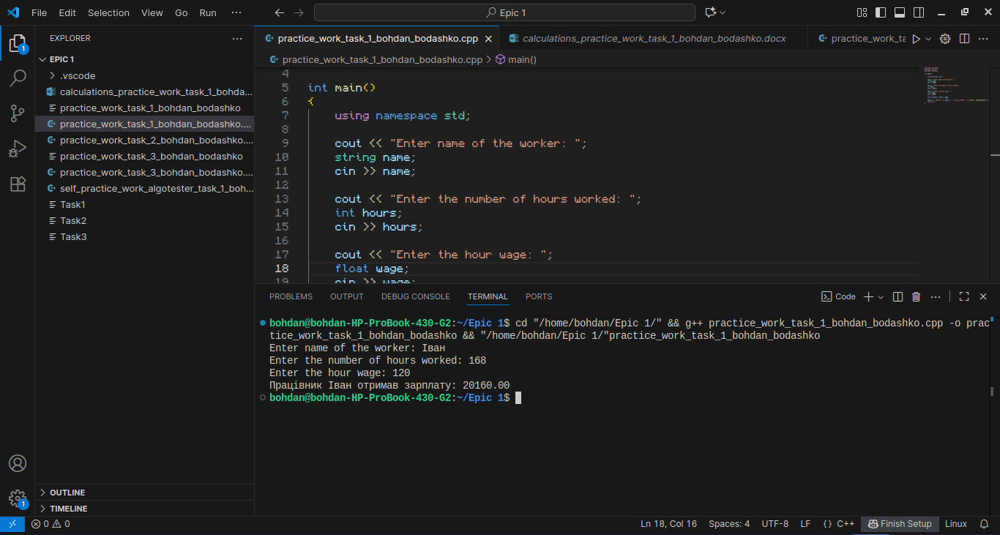 File Edit Selection View Go Run ··· Epic 1
EXPLORER ···
EPIC 1
.vscode
calculations_practice_work_task_1_bohda...
practice_work_task_1_bohdan_bodashko
practice_work_task_1_bohdan_bodashko....
practice_work_task_2_bohdan_bodashko....
practice_work_task_3_bohdan_bodashko
practice_work_task_3_bohdan_bodashko....
self_practice_work_algotester_task_1_boh...
Task1
Task2
Task3
OUTLINE
TIMELINE
1
1
practice_work_task_1_bohdan_bodashko.cpp calculations_practice_work_task_1_bohdan_bodashko.docx practice_work_ta
practice_work_task_1_bohdan_bodashko.cpp > main()
4
5 int main()
6 {
7 using namespace std;
8
9 cout << "Enter name of the worker: ";
10 string name;
11 cin >> name;
12
13 cout << "Enter the number of hours worked: ";
14 int hours;
15 cin >> hours;
16
17 cout << "Enter the hour wage: ";
18 float wage;
19 cin >> wage;
PROBLEMS OUTPUT DEBUG CONSOLE TERMINAL PORTS Code
bohdan@bohdan-HP-ProBook-430-G2:~/Epic 1$ cd "/home/bohdan/Epic 1/" && g++ practice_work_task_1_bohdan_bodashko.cpp -o prac
tice_work_task_1_bohdan_bodashko && "/home/bohdan/Epic 1/"practice_work_task_1_bohdan_bodashko
Enter name of the worker: Іван
Enter the number of hours worked: 168
Enter the hour wage: 120
Працівник Іван отримав зарплату: 20160.00
bohdan@bohdan-HP-ProBook-430-G2:~/Epic 1$
0 0 Ln 18, Col 16 Spaces: 4 UTF-8 LF {} C++ Finish Setup Linux